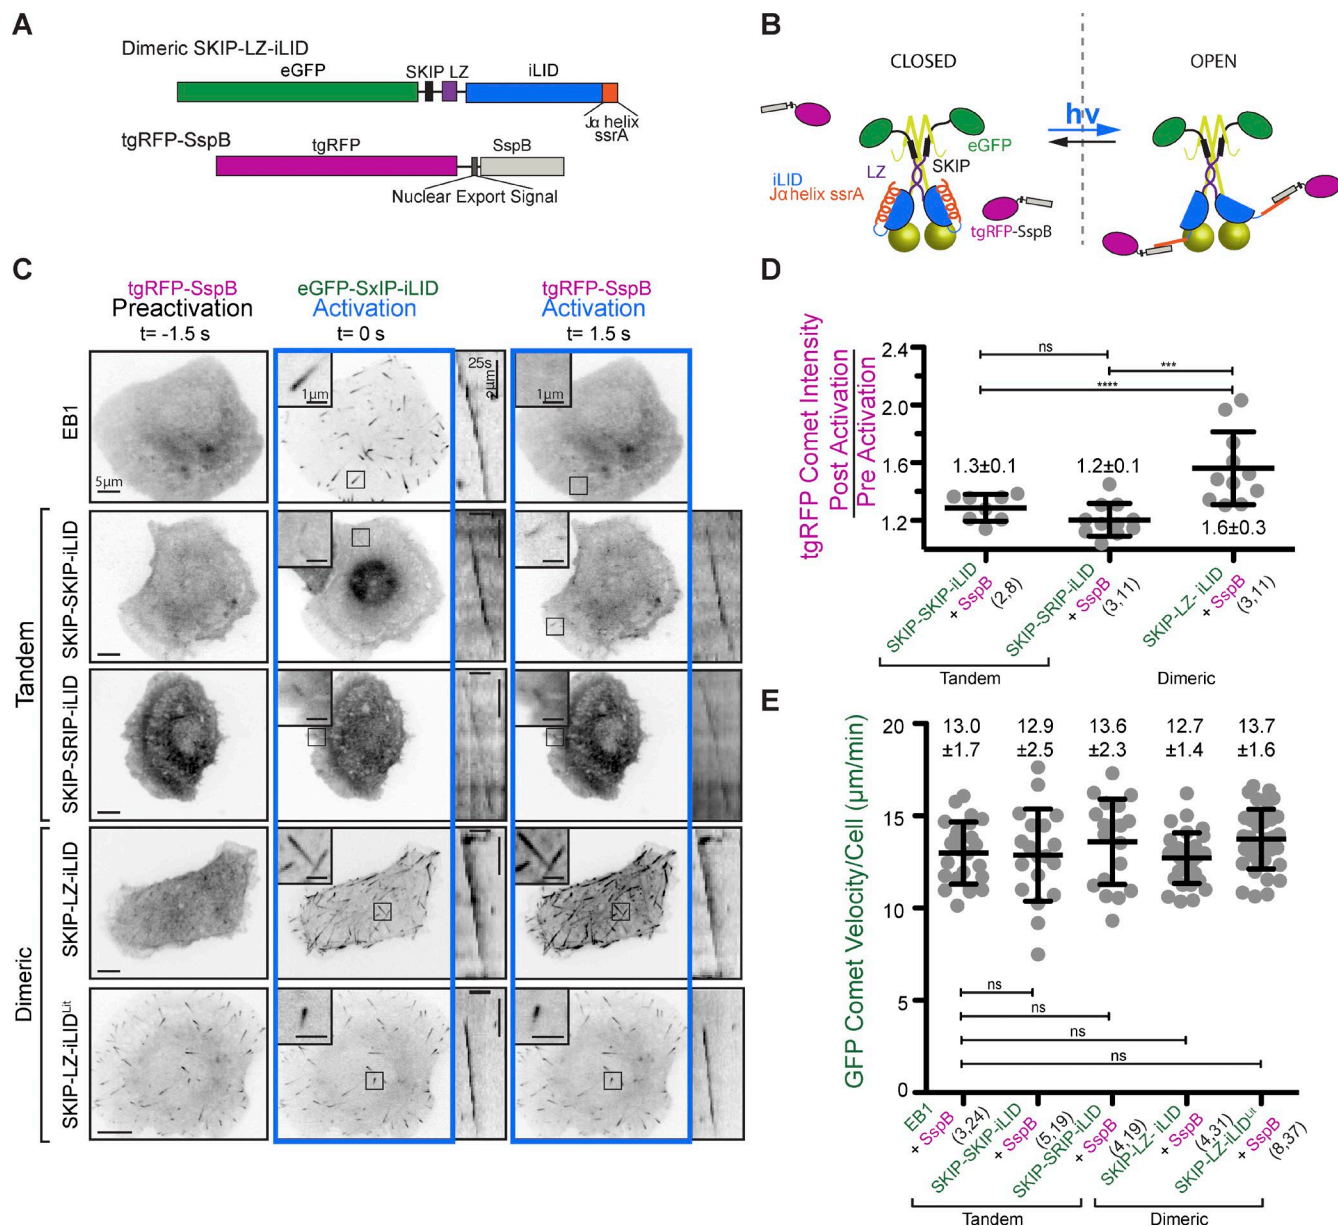 A
Dimeric SKIP-LZ-iLID
eGFP
SKIP LZ
iLID
Jα helix
ssrA
tgRFP-SspB
tgRFP
SspB
Nuclear Export Signal
B
CLOSED
OPEN
hν
eGFP
LZ
SKIP
iLID
Jα helix ssrA
tgRFP-SspB
C
tgRFP-SspB
Preactivation
t= -1.5 s
eGFP-SxIP-iLID
Activation
t= 0 s
tgRFP-SspB
Activation
t= 1.5 s
EB1
5µm
1µm
25s
2µm
1µm
Tandem
SKIP-SKIP-iLID
SKIP-SRIP-iLID
Dimeric
SKIP-LZ-iLID
SKIP-LZ-iLIDLit
D
tgRFP Comet Intensity
Post Activation
Pre Activation
2.4
2.0
1.6
1.2
ns
***
****
1.3±0.1
1.2±0.1
1.6±0.3
SKIP-SKIP-iLID
+ SspB
(2,8)
SKIP-SRIP-iLID
+ SspB
(3,11)
SKIP-LZ- iLID
+ SspB
(3,11)
Tandem
Dimeric
E
GFP Comet Velocity/Cell (µm/min)
20
15
10
5
0
13.0
±1.7
12.9
±2.5
13.6
±2.3
12.7
±1.4
13.7
±1.6
ns
ns
ns
ns
EB1
+ SspB
(3,24)
SKIP-SKIP-iLID
+ SspB
(5,19)
SKIP-SRIP-iLID
+ SspB
(4,19)
SKIP-LZ- iLID
+ SspB
(4,31)
SKIP-LZ-iLIDLit
+ SspB
(8,37)
Tandem
Dimeric